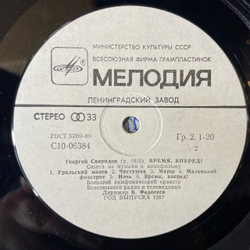 МИНИСТЕРСТВО КУЛЬТУРЫ СССР
ВСЕСОЮЗНАЯ ФИРМА ГРАМПЛАСТИНОК
МЕЛОДИЯ
ЛЕНИНГРАДСКИЙ ЗАВОД
СТЕРЕО 33
ГОСТ 5289-80
Гр. 2. 1-20
С10-06384
2
Георгий Свиридов (р. 1915). ВРЕМЯ, ВПЕРЕД!
Сюита из музыки к кинофильму
1. Уральский напев 2. Частушка 3. Марш 4. Маленький
фокстрот 5. Ночь 6. Время, вперед!
Большой симфонический оркестр
Всесоюзного радио и телевидения
Дирижер В. Федосеев
ГОД ВЫПУСКА 1987